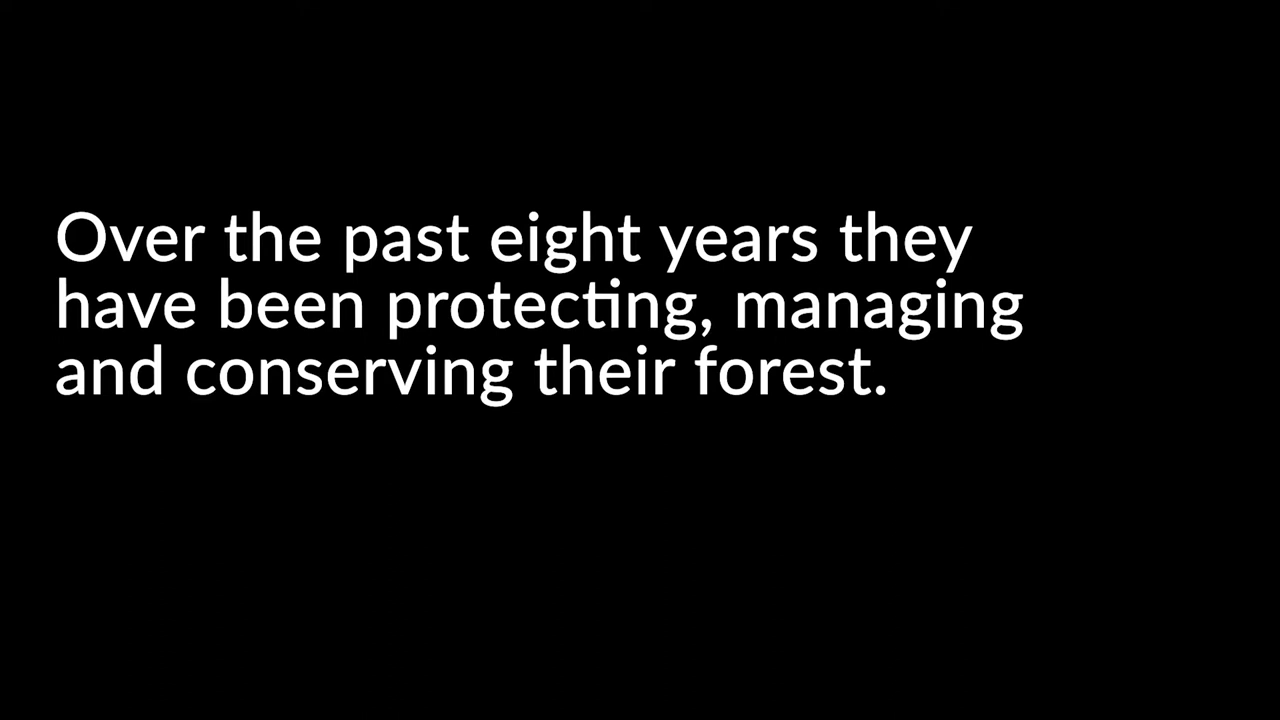 Over the past eight years they
have been protecting, managing
and conserving their forest.